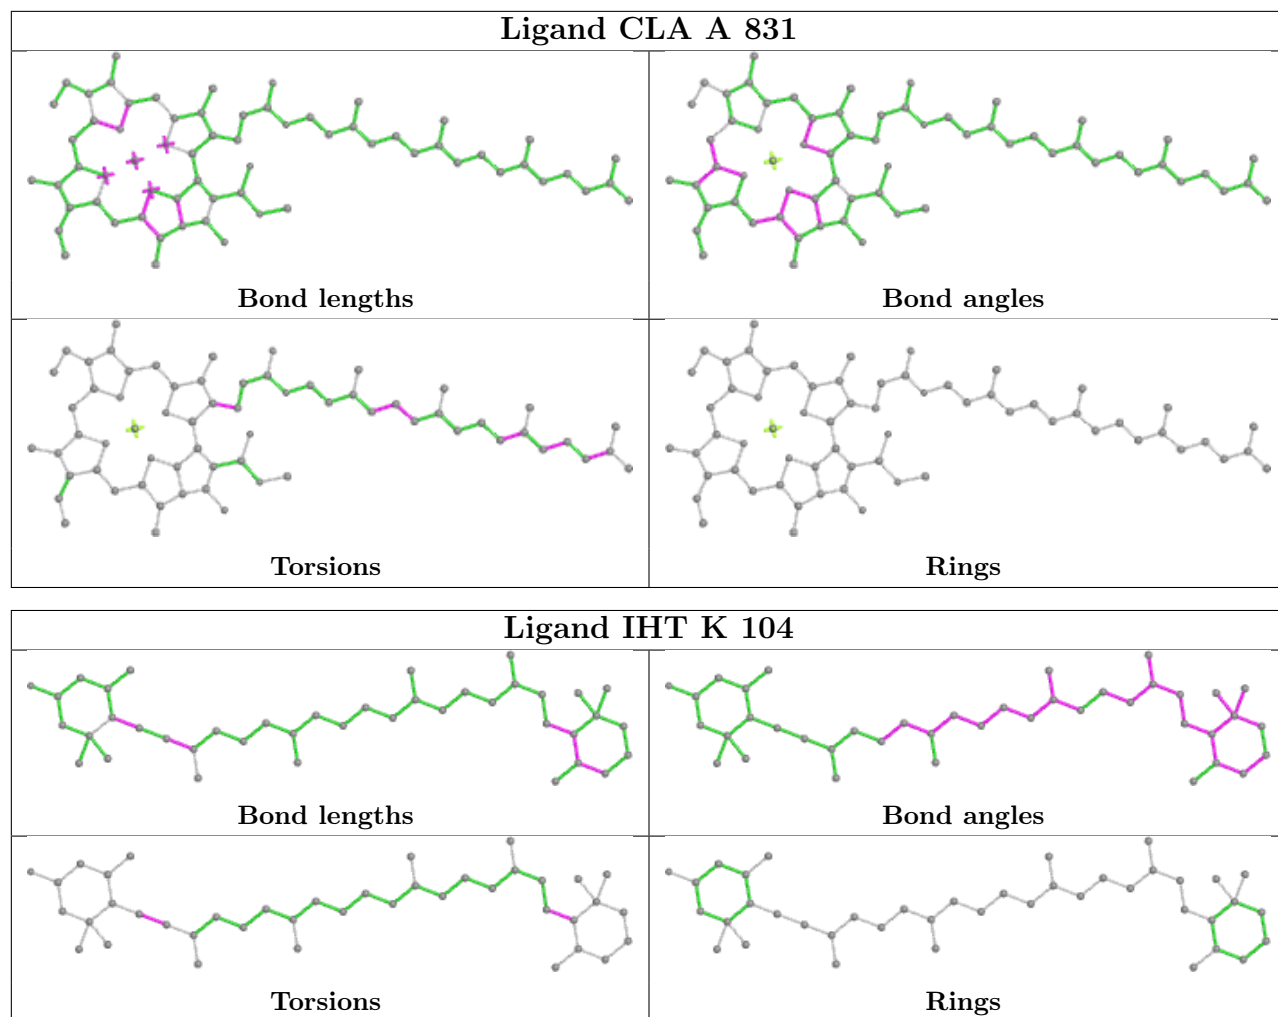 Ligand CLA A 831
Bond lengths
Bond angles
Torsions
Rings
Ligand IHT K 104
Bond lengths
Bond angles
Torsions
Rings